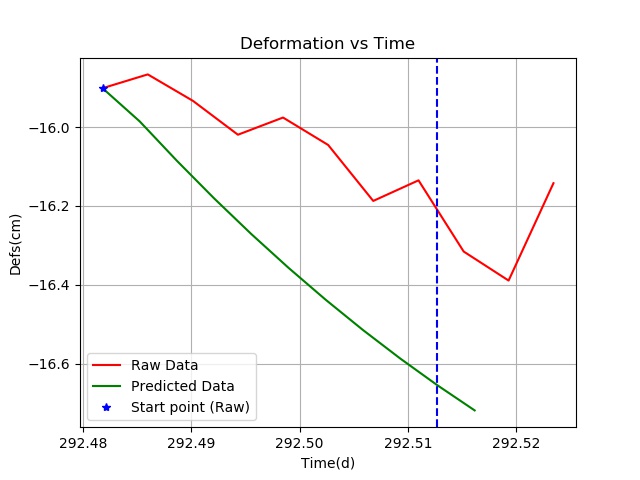 Deformation vs Time
Defs(cm)
−16.0
−16.2
−16.4
−16.6
Raw Data
Predicted Data
Start point (Raw)
292.48 292.49 292.50 292.51 292.52
Time(d)